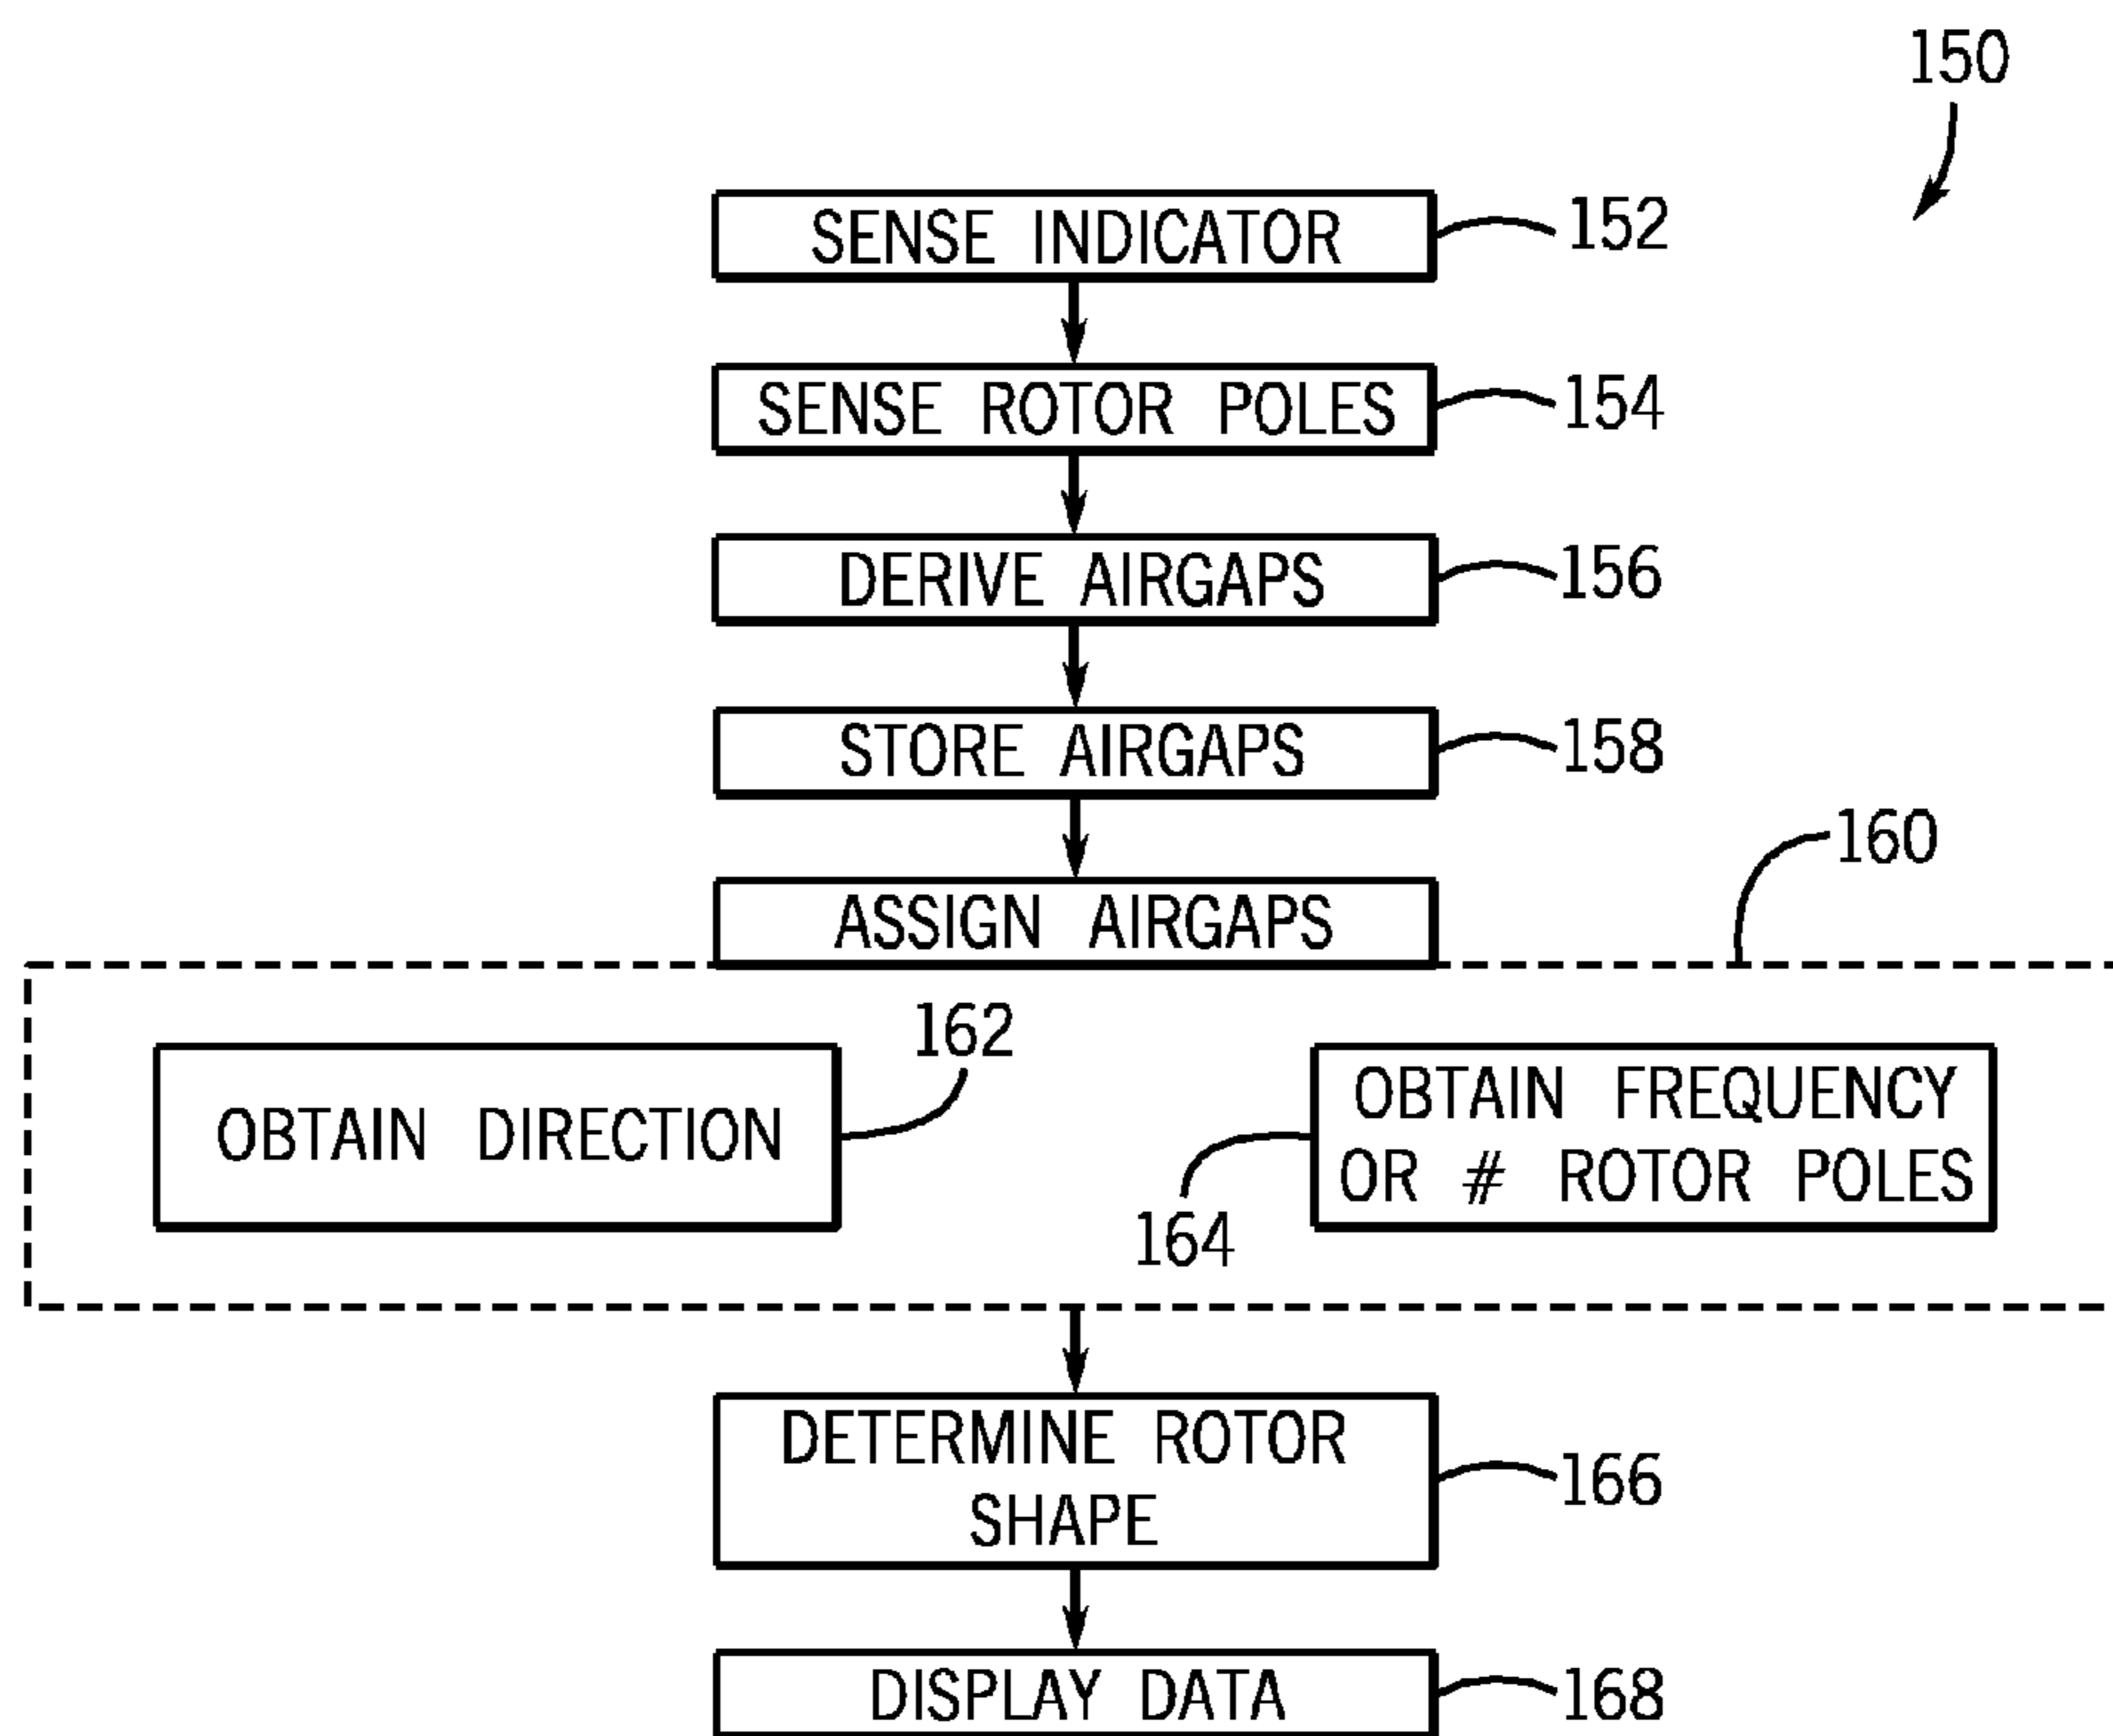 150
SENSE INDICATOR
152
SENSE ROTOR POLES
154
DERIVE AIRGAPS
156
STORE AIRGAPS
158
160
ASSIGN AIRGAPS
162
OBTAIN DIRECTION
OBTAIN FREQUENCY
OR # ROTOR POLES
164
DETERMINE ROTOR
SHAPE
166
DISPLAY DATA
168